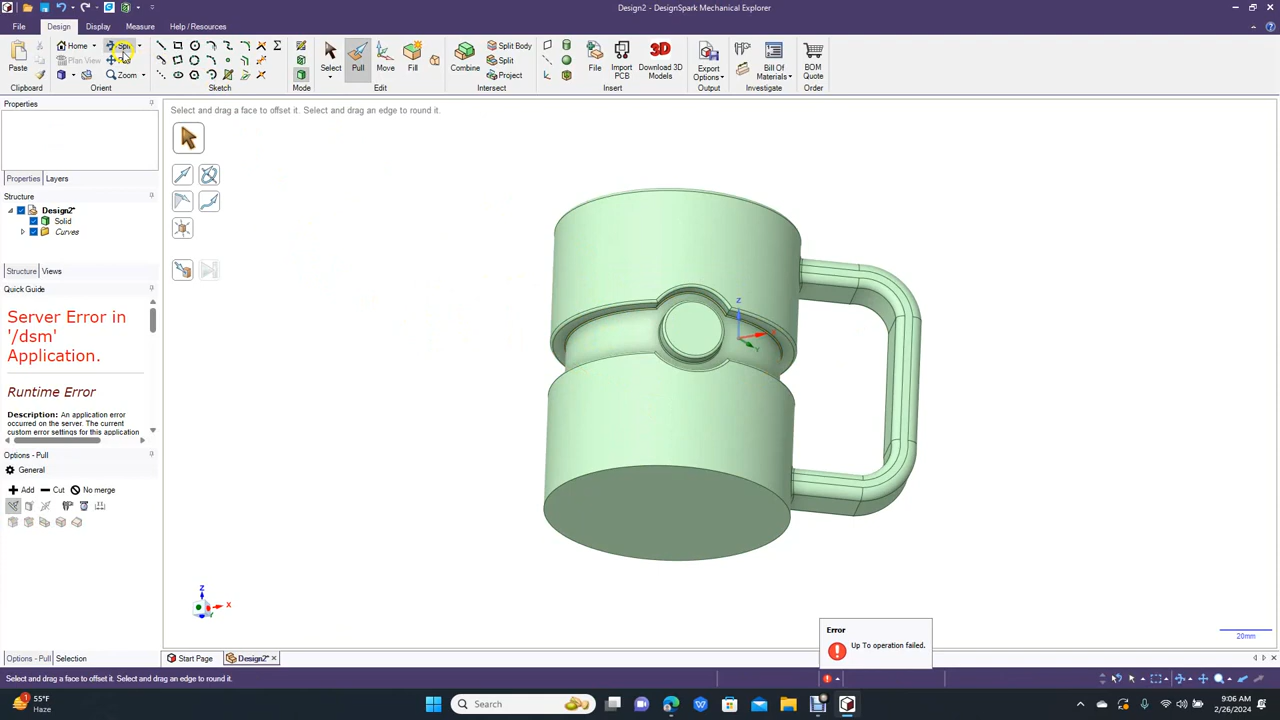 Design2 - DesignSpark Mechanical Explorer
File
Design
Display
Measure
Help / Resources
Paste
Clipboard
Home
Plan View
Zoom
Orient
Sketch
Mode
Select
Pull
Move
Fill
Edit
Combine
Split Body
Split
Project
Intersect
File
Import
PCB
3D
Download 3D
Models
Insert
Export
Options
Output
Bill Of
Materials
Investigate
BOM
Quote
Order
Properties
Properties
Layers
Structure
Design2*
Solid
Curves
Structure
Views
Quick Guide
Server Error in
'/dsm'
Application.
Runtime Error
Description: An application error
occurred on the server. The current
custom error settings for this application
Options - Pull
General
Add
Cut
No merge
Options - Pull
Selection
Select and drag a face to offset it. Select and drag an edge to round it.
Z
X
Y
Z
X
Error
Up To operation failed.
20mm
Start Page
Design2*
Select and drag a face to offset it. Select and drag an edge to round it.
55°F
Haze
Search
9:06 AM
2/26/2024